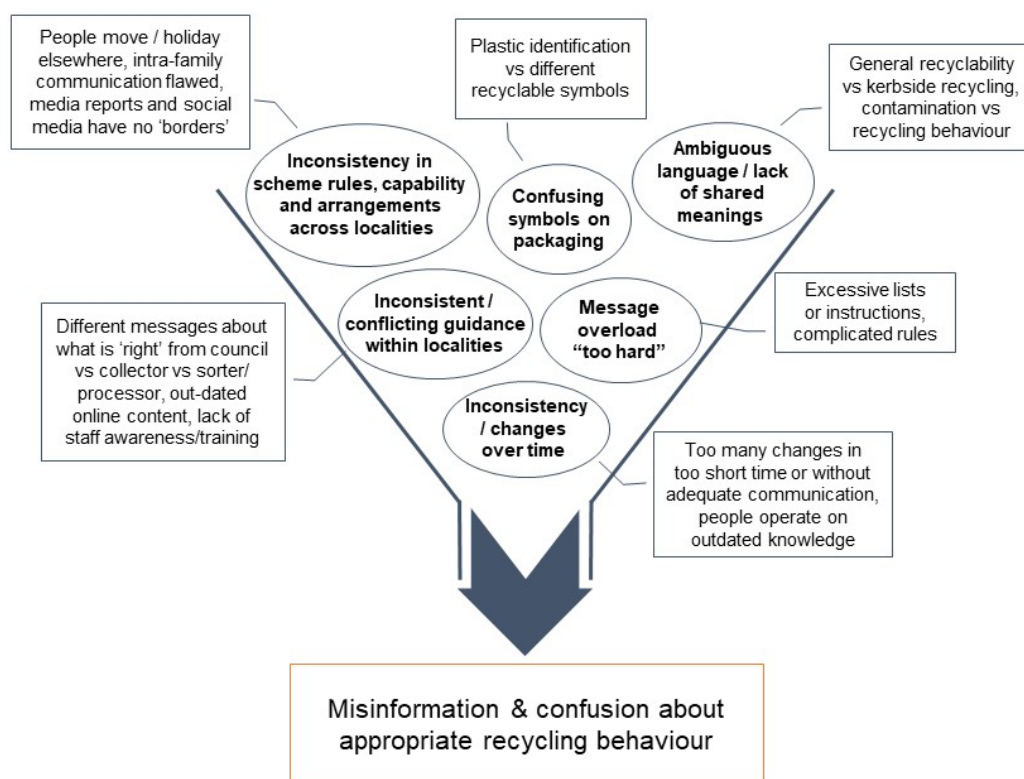 People move / holiday
elsewhere, intra-family
communication flawed,
media reports and social
media have no ‘borders’
Plastic identification
vs different
recyclable symbols
General recyclability
vs kerbside recycling,
contamination vs
recycling behaviour
Inconsistency in
scheme rules, capability
and arrangements
across localities
Confusing
symbols on
packaging
Ambiguous
language / lack
of shared
meanings
Different messages about
what is ‘right’ from council
vs collector vs sorter/
processor, out-dated
online content, lack of
staff awareness/training
Inconsistent /
conflicting guidance
within localities
Message
overload
“too hard”
Excessive lists
or instructions,
complicated rules
Inconsistency
/ changes
over time
Too many changes in
too short time or without
adequate communication,
people operate on
outdated knowledge
Misinformation & confusion about
appropriate recycling behaviour